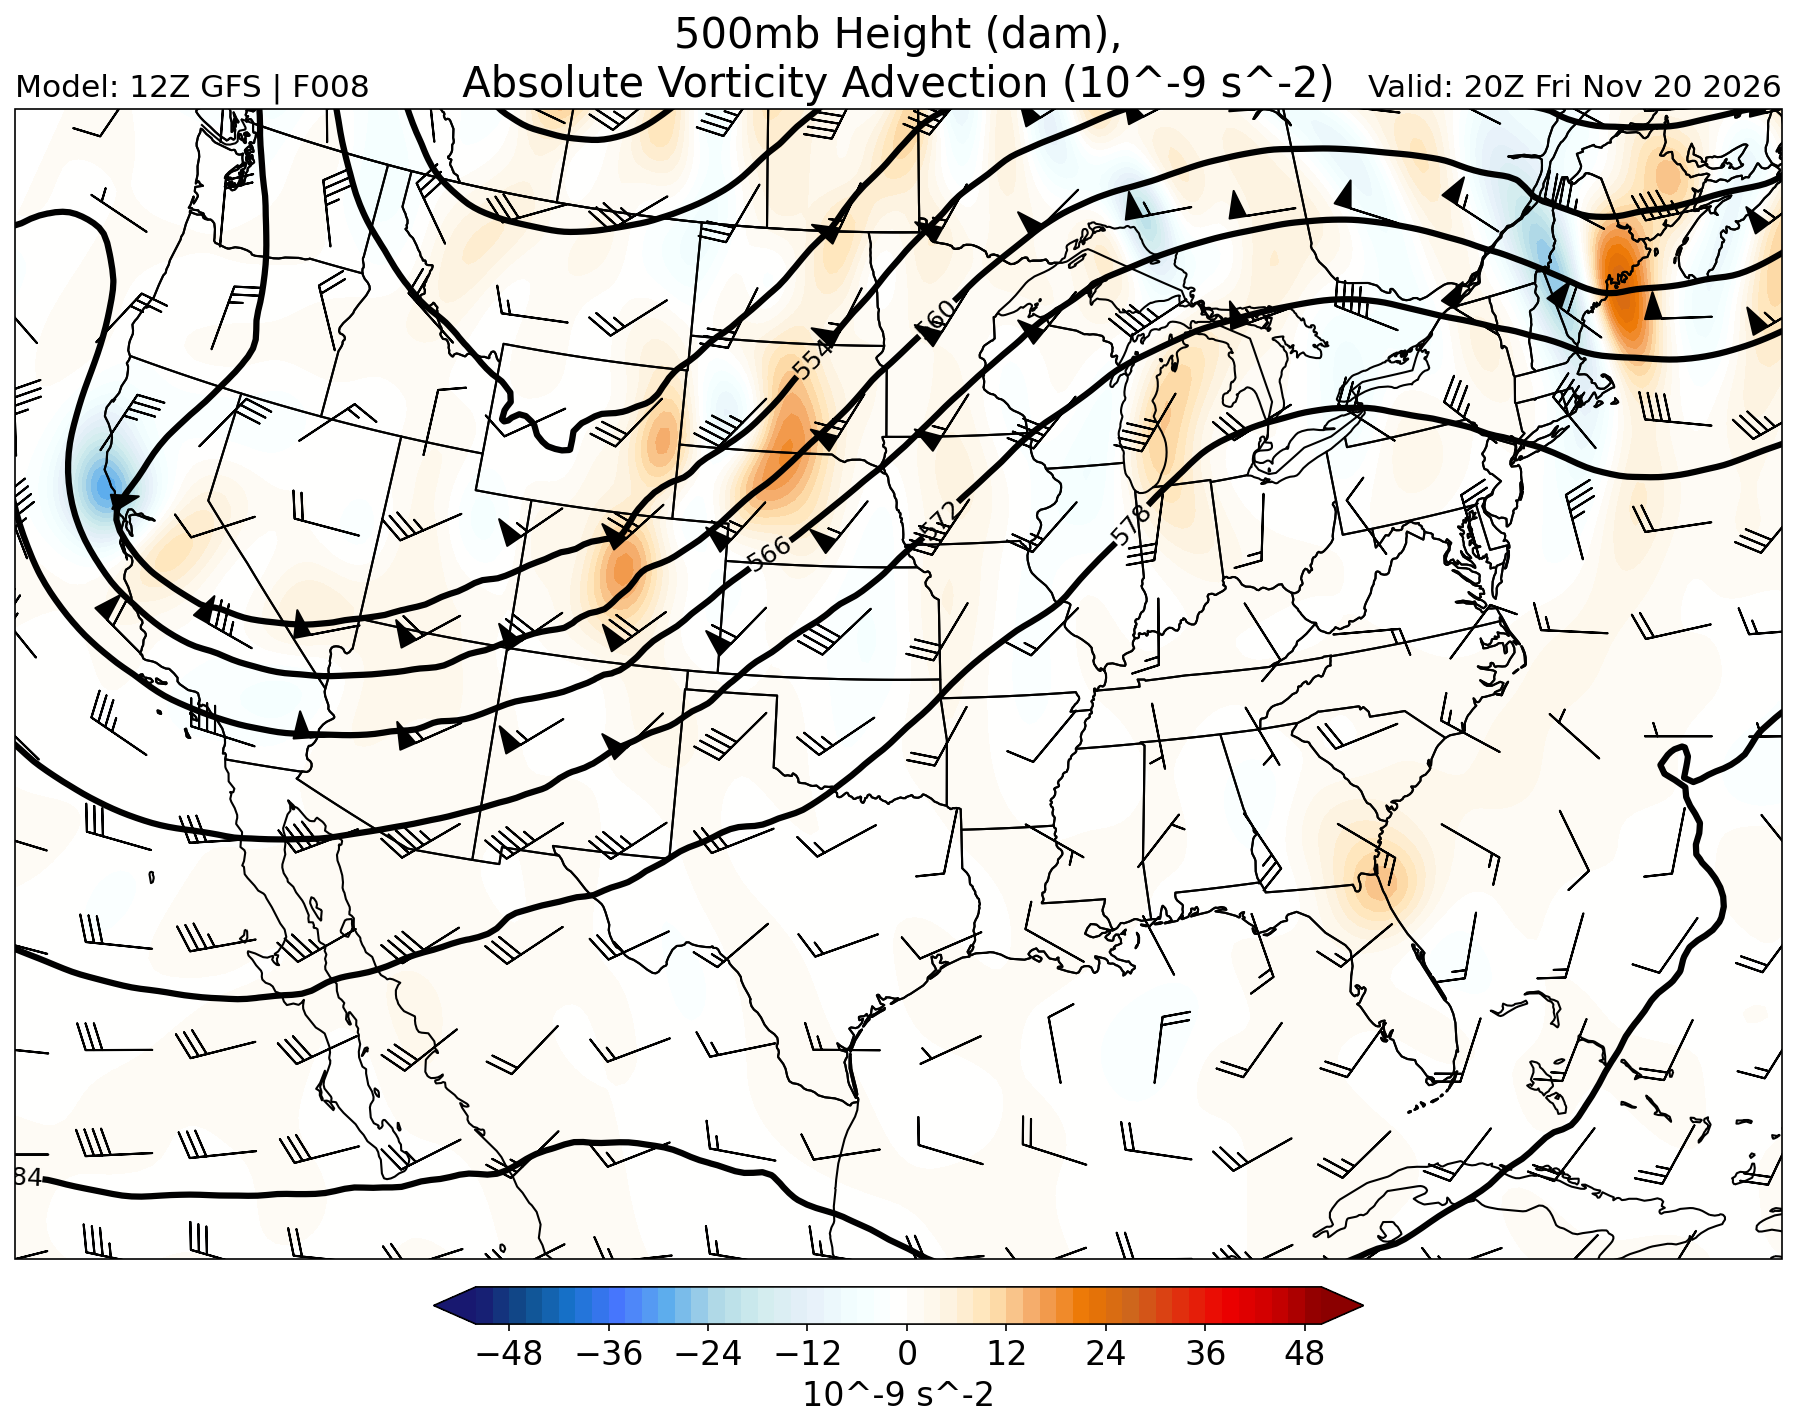 500mb Height (dam),
Model: 12Z GFS | F008
Absolute Vorticity Advection (10^-9 s^-2)
Valid: 20Z Fri Nov 20 2026
560
554
566
572
578
84
−48 −36 −24 −12 0 12 24 36 48
10^-9 s^-2